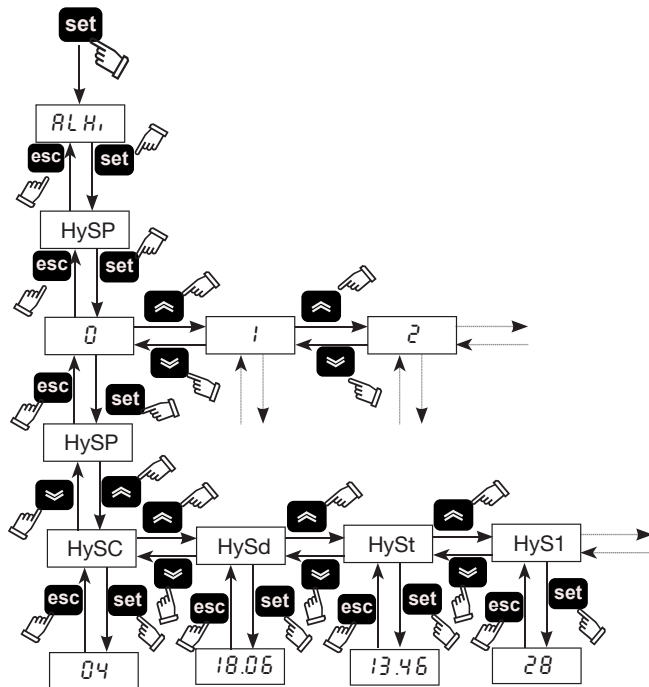 set
ALHi
esc set
HySP
esc set
0 1 2
esc set
HySP
HySC HySd HySt HyS1
esc set esc set esc set esc set
04 18.06 13.46 28